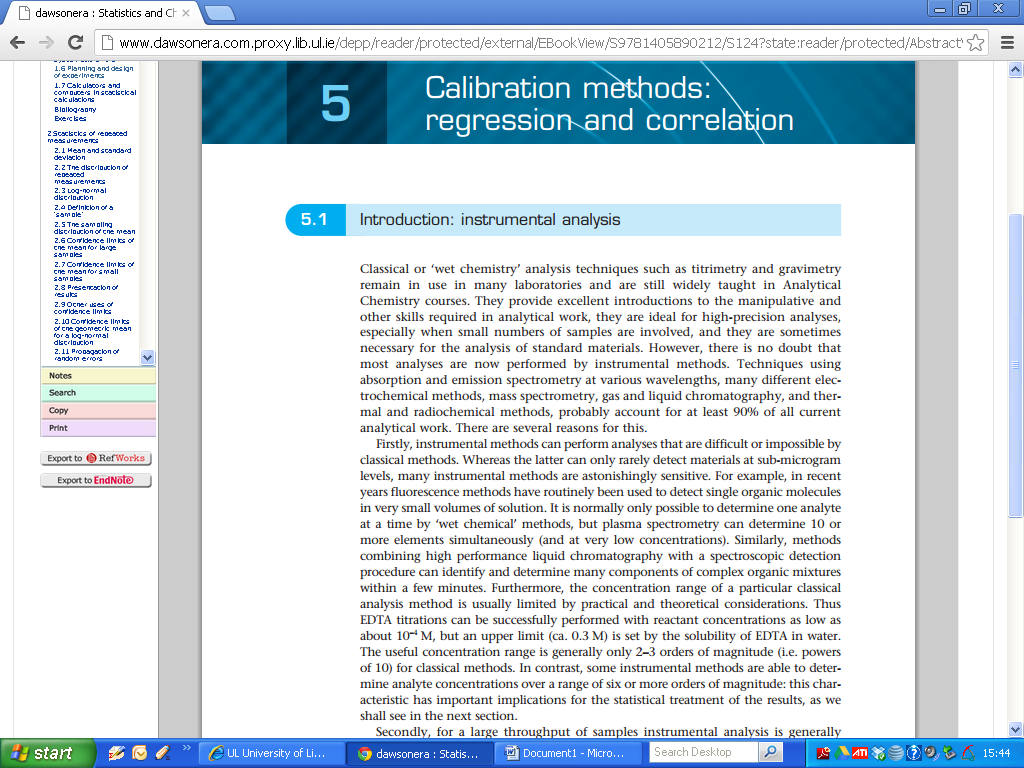 dawsonera : Statistics and Ch
www.dawsonera.com.proxy.lib.ul.ie/depp/reader/protected/external/EBookView/S9781405890212/S124?state:reader/protected/Abstract
1.6 Planning and design
of experiments
1.7 Calculators and
computers in statistical
calculations
Bibliography
Exercises
2 Statistics of repeated
measurements
2.1 Mean and standard
deviation
2.2 The distribution of
repeated
measurements
2.3 Log-normal
distribution
2.4 Definition of a
'sample'
2.5 The sampling
distribution of the mean
2.6 Confidence limits of
the mean for large
samples
2.7 Confidence limits of
the mean for small
samples
2.8 Presentation of
results
2.9 Other uses of
confidence limits
2.10 Confidence limits
of the geometric mean
for a log-normal
distribution
2.11 Propagation of
random errors
Notes
Search
Copy
Print
Export to RefWorks
Export to EndNote
5
Calibration methods:
regression and correlation
5.1 Introduction: instrumental analysis
Classical or 'wet chemistry' analysis techniques such as titrimetry and gravimetry
remain in use in many laboratories and are still widely taught in Analytical
Chemistry courses. They provide excellent introductions to the manipulative and
other skills required in analytical work, they are ideal for high-precision analyses,
especially when small numbers of samples are involved, and they are sometimes
necessary for the analysis of standard materials. However, there is no doubt that
most analyses are now performed by instrumental methods. Techniques using
absorption and emission spectrometry at various wavelengths, many different elec-
trochemical methods, mass spectrometry, gas and liquid chromatography, and ther-
mal and radiochemical methods, probably account for at least 90% of all current
analytical work. There are several reasons for this.
Firstly, instrumental methods can perform analyses that are difficult or impossible by
classical methods. Whereas the latter can only rarely detect materials at sub-microgram
levels, many instrumental methods are astonishingly sensitive. For example, in recent
years fluorescence methods have routinely been used to detect single organic molecules
in very small volumes of solution. It is normally only possible to determine one analyte
at a time by 'wet chemical' methods, but plasma spectrometry can determine 10 or
more elements simultaneously (and at very low concentrations). Similarly, methods
combining high performance liquid chromatography with a spectroscopic detection
procedure can identify and determine many components of complex organic mixtures
within a few minutes. Furthermore, the concentration range of a particular classical
analysis method is usually limited by practical and theoretical considerations. Thus
EDTA titrations can be successfully performed with reactant concentrations as low as
about 10⁻⁴ M, but an upper limit (ca. 0.3 M) is set by the solubility of EDTA in water.
The useful concentration range is generally only 2–3 orders of magnitude (i.e. powers
of 10) for classical methods. In contrast, some instrumental methods are able to deter-
mine analyte concentrations over a range of six or more orders of magnitude: this char-
acteristic has important implications for the statistical treatment of the results, as we
shall see in the next section.
Secondly, for a large throughput of samples instrumental analysis is generally
start
UL University of Li...
dawsonera : Statis...
Document1 - Micro...
Search Desktop
ATI
15:44